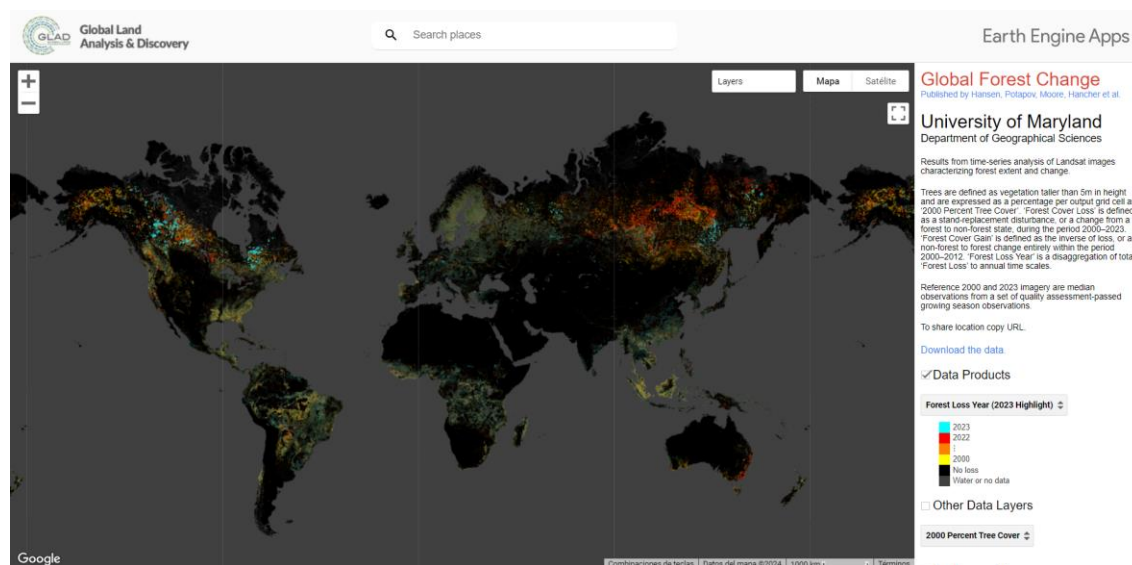 GLAD
Global Land
Analysis & Discovery
Search places
Earth Engine Apps
Layers
Mapa
Satélite
Global Forest Change
Published by Hansen, Potapov, Moore, Hancher et al.
University of Maryland
Department of Geographical Sciences
Results from time-series analysis of Landsat images
characterizing forest extent and change.
Trees are defined as vegetation taller than 5m in height
and are expressed as a percentage per output grid cell a
'2000 Percent Tree Cover'. 'Forest Cover Loss' is defined
as a stand-replacement disturbance, or a change from a
forest to non-forest state, during the period 2000–2023.
'Forest Cover Gain' is defined as the inverse of loss, or a
non-forest to forest change entirely within the period
2000–2012. 'Forest Loss Year' is a disaggregation of tota
'Forest Loss' to annual time scales.
Reference 2000 and 2023 imagery are median
observations from a set of quality assessment-passed
growing season observations.
To share location copy URL.
Download the data.
Data Products
Forest Loss Year (2023 Highlight)
2023
2022
⋮
2000
No loss
Water or no data
Other Data Layers
2000 Percent Tree Cover
Google
Combinaciones de teclas
Datos del mapa ©2024
1000 km
Términos